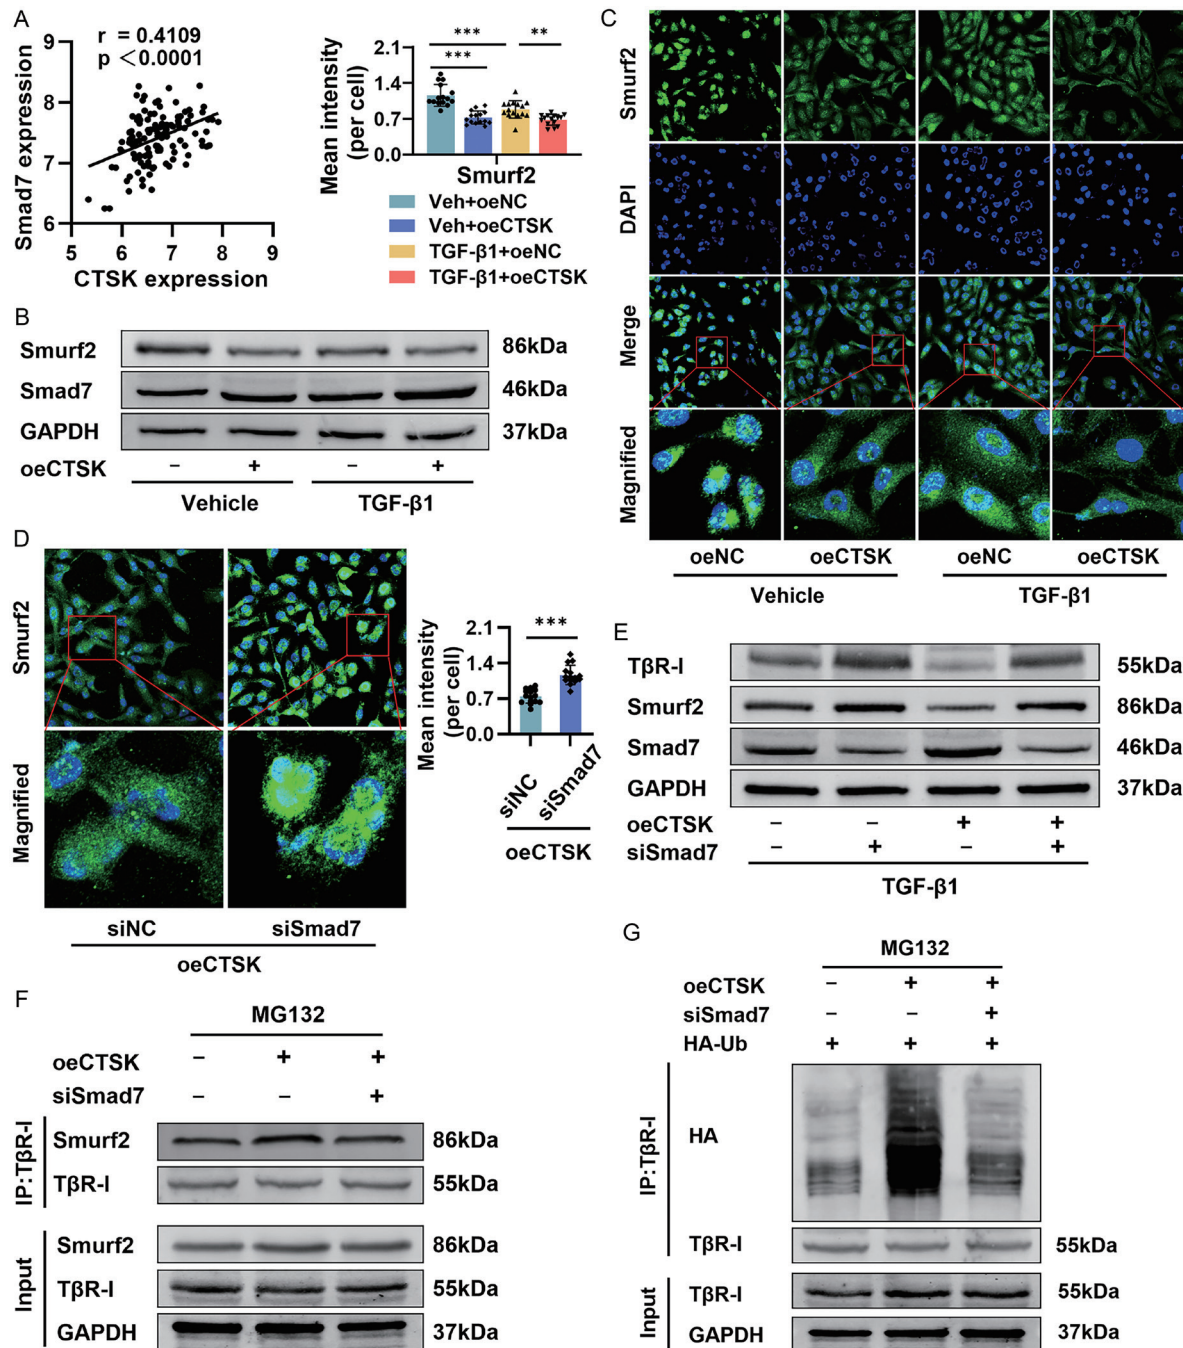 A
r = 0.4109
p <0.0001
Smad7 expression
9
8
7
6
5
6
7
8
9
CTSK expression
Mean intensity
(per cell)
2.1
1.4
0.7
0.0
***
***
**
Smurf2
Veh+oeNC
Veh+oeCTSK
TGF-β1+oeNC
TGF-β1+oeCTSK
B
Smurf2
86kDa
Smad7
46kDa
GAPDH
37kDa
oeCTSK
– + – +
Vehicle
TGF-β1
C
Smurf2
DAPI
Merge
Magnified
oeNC
oeCTSK
oeNC
oeCTSK
Vehicle
TGF-β1
D
Smurf2
Magnified
siNC
siSmad7
oeCTSK
Mean intensity
(per cell)
2.1
1.4
0.7
0.0
***
siNC
siSmad7
oeCTSK
E
TβR-I
55kDa
Smurf2
86kDa
Smad7
46kDa
GAPDH
37kDa
oeCTSK – – + +
siSmad7 – + – +
TGF-β1
F
MG132
oeCTSK – + +
siSmad7 – – +
IP:TβR-I
Smurf2
86kDa
TβR-I
55kDa
Input
Smurf2
86kDa
TβR-I
55kDa
GAPDH
37kDa
G
MG132
oeCTSK – + +
siSmad7 – – +
HA-Ub + + +
IP:TβR-I
HA
TβR-I
55kDa
Input
TβR-I
55kDa
GAPDH
37kDa